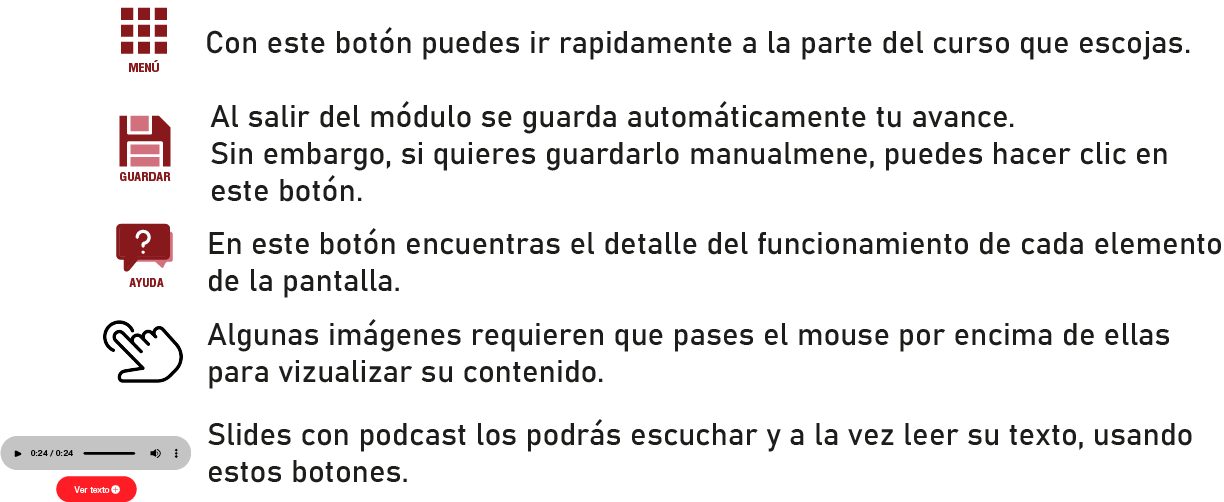 MENÚ
Con este botón puedes ir rapidamente a la parte del curso que escojas.
GUARDAR
Al salir del módulo se guarda automáticamente tu avance.
Sin embargo, si quieres guardarlo manualmene, puedes hacer clic en
este botón.
?
AYUDA
En este botón encuentras el detalle del funcionamiento de cada elemento
de la pantalla.
Algunas imágenes requieren que pases el mouse por encima de ellas
para vizualizar su contenido.
0:24 / 0:24
Ver texto
Slides con podcast los podrás escuchar y a la vez leer su texto, usando
estos botones.